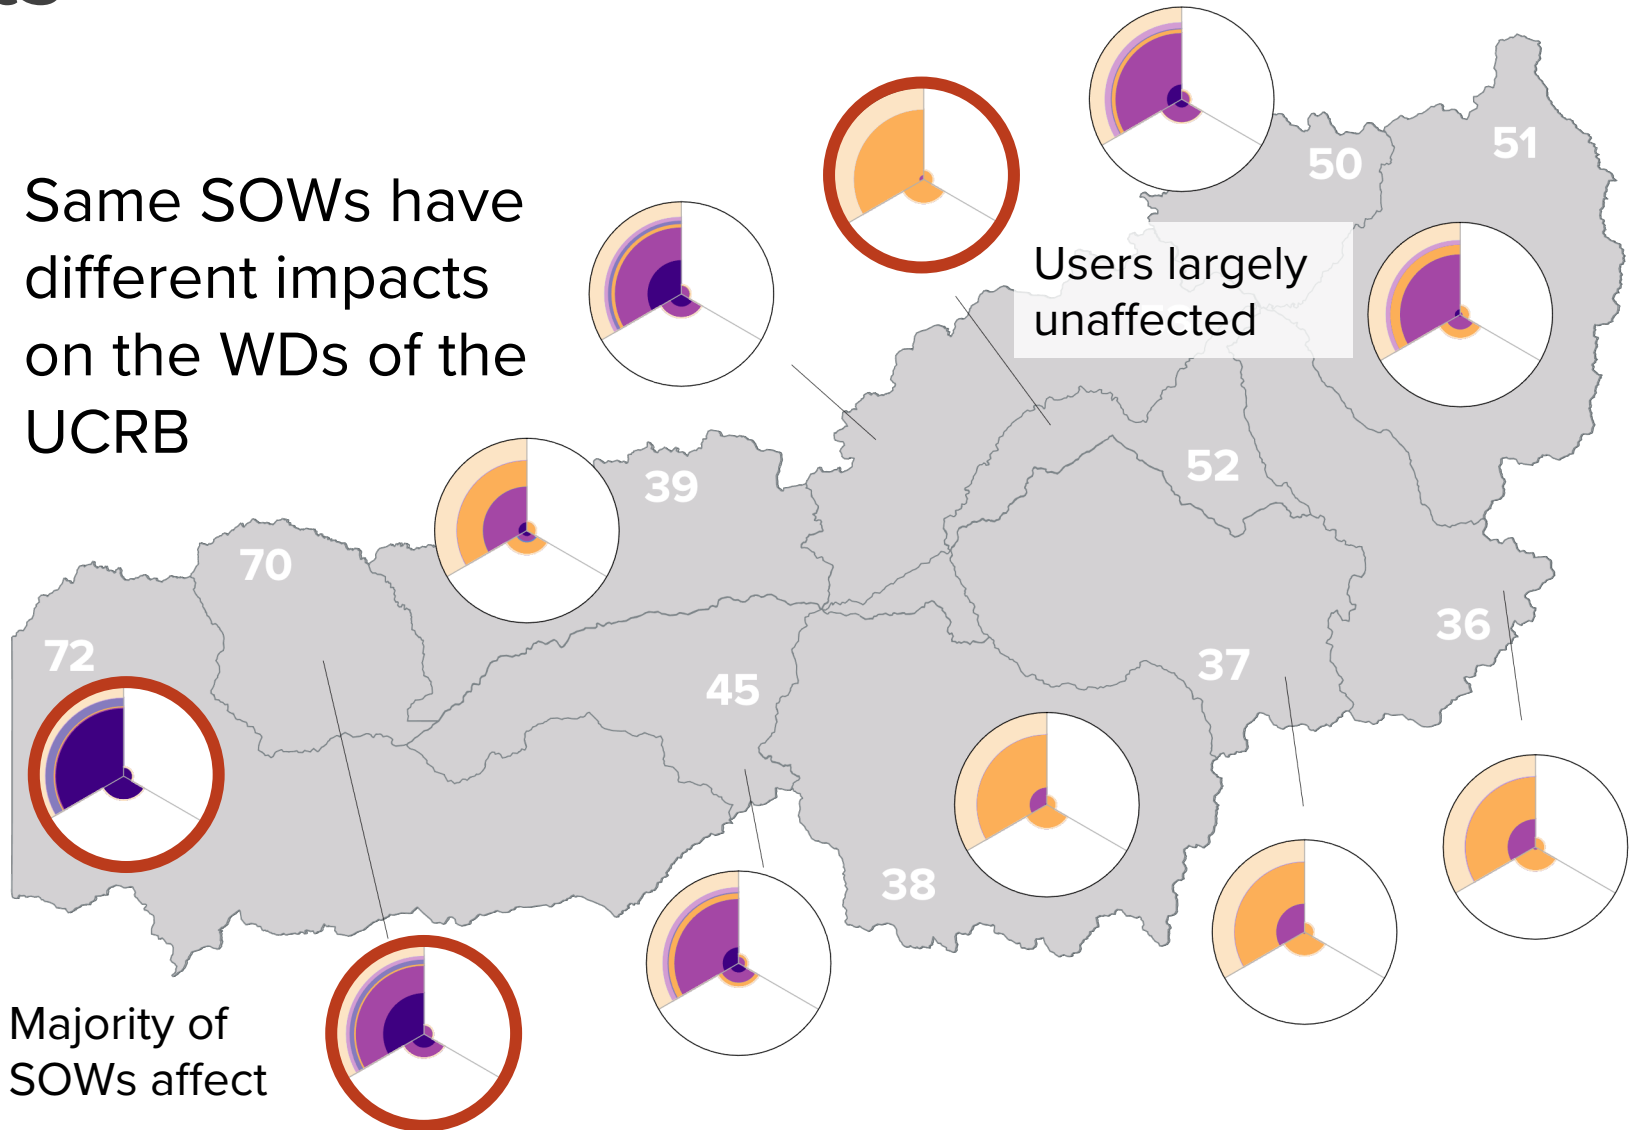 Same SOWs have
different impacts
on the WDs of the
UCRB
Users largely
unaffected
50
51
52
39
70
72
45
37
36
38
Majority of
SOWs affect